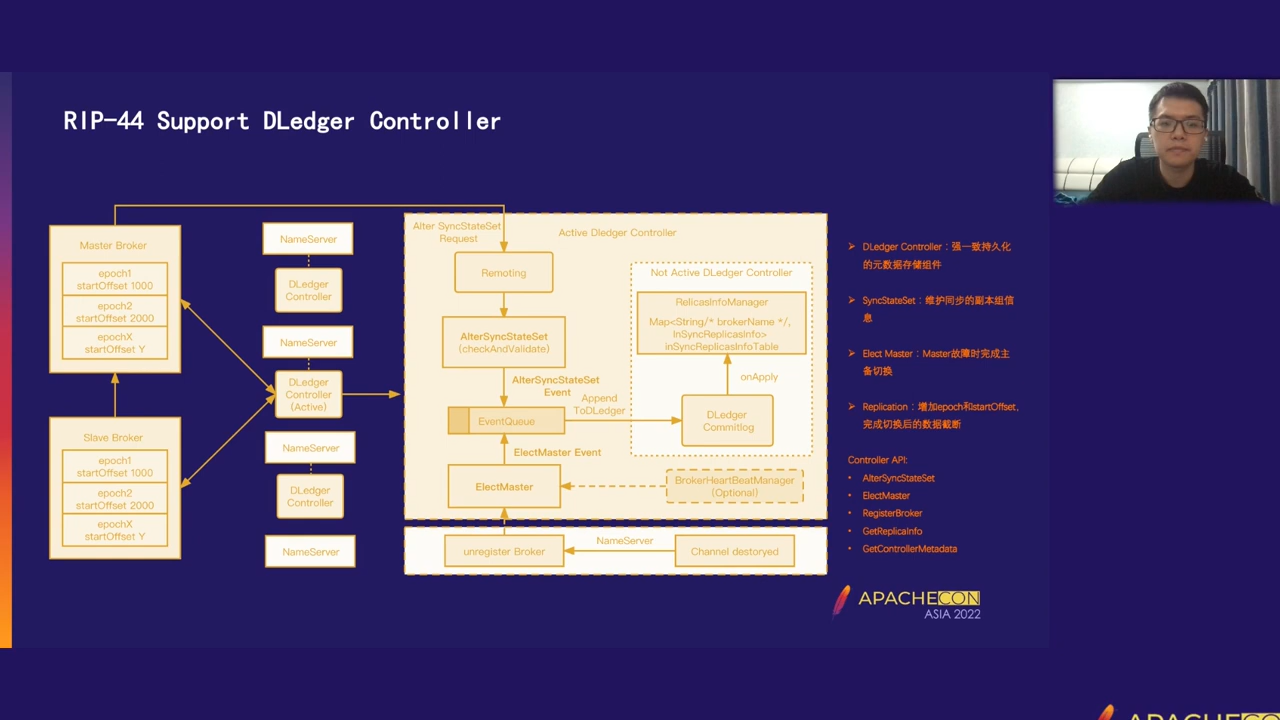 RIP-44 Support DLedger Controller
Master Broker
epoch1
startOffset 1000
epoch2
startOffset 2000
epochX
startOffset Y
Slave Broker
epoch1
startOffset 1000
epoch2
startOffset 2000
epochX
startOffset Y
NameServer
DLedger
Controller
NameServer
DLedger
Controller
(Active)
NameServer
DLedger
Controller
NameServer
Alter SyncStateSet
Request
Active Dledger Controller
Remoting
AlterSyncStateSet
(checkAndValidate)
AlterSyncStateSet
Event
EventQueue
Append
ToDLedger
ElectMaster Event
ElectMaster
Not Active DLedger Controller
RelicasInfoManager
Map<String/* brokerName */,
InSyncReplicasInfo>
inSyncReplicasInfoTable
onApply
DLedger
Commitlog
BrokerHeartBeatManager
(Optional)
unregister Broker
NameServer
Channel destoryed
➢ DLedger Controller：强一致持久化
的元数据存储组件
➢ SyncStateSet：维护同步的副本组信
息
➢ Elect Master：Master故障时完成主
备切换
➢ Replication：增加epoch和startOffset，
完成切换后的数据截断
Controller API:
• AlterSyncStateSet
• ElectMaster
• RegisterBroker
• GetReplicaInfo
• GetControllerMetadata
APACHECON
ASIA 2022